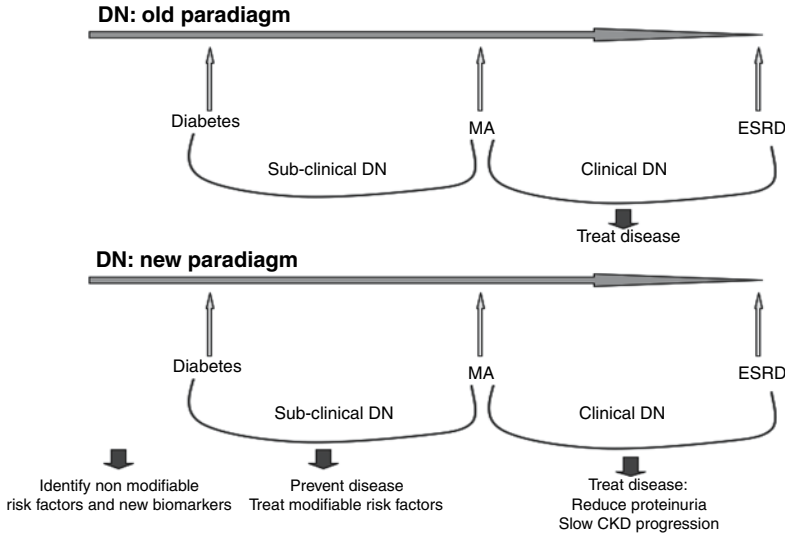 DN: old paradiagm
Diabetes
MA
ESRD
Sub-clinical DN
Clinical DN
Treat disease
DN: new paradiagm
Diabetes
MA
ESRD
Sub-clinical DN
Clinical DN
Identify non modifiable
risk factors and new biomarkers
Prevent disease
Treat modifiable risk factors
Treat disease:
Reduce proteinuria
Slow CKD progression